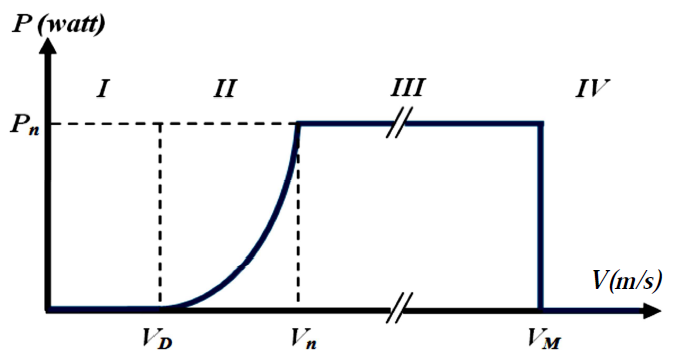 P (watt)
I II III IV
Pn
V(m/s)
VD Vn VM